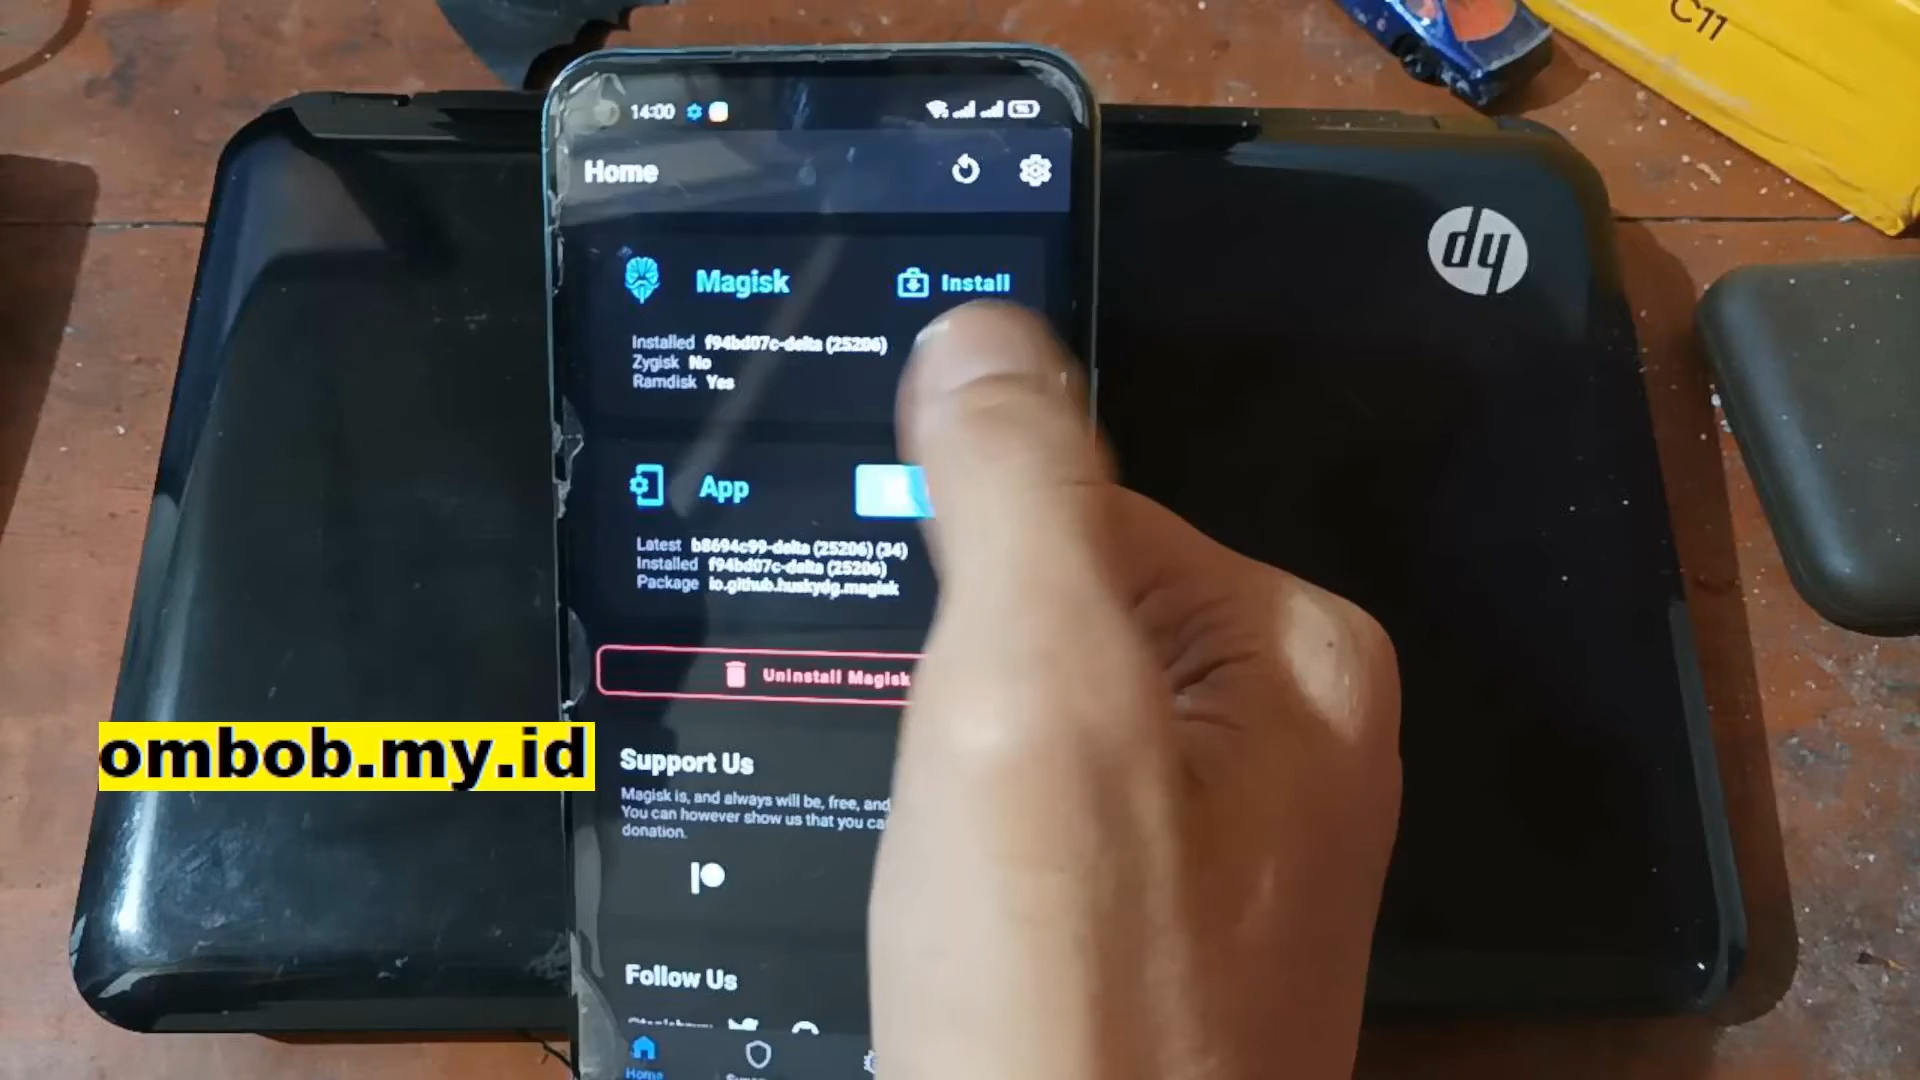 C11
14:00
Home
Magisk
Install
Installed f94bd07c-delta (25206)
Zygisk No
Ramdisk Yes
App
Latest b8694c99-delta (25206) (34)
Installed f94bd07c-delta (25206)
Package io.github.huskydg.magisk
Uninstall Magisk
ombob.my.id
Support Us
Magisk is, and always will be, free, and
You can however show us that you
donation.
Follow Us
Home
hp